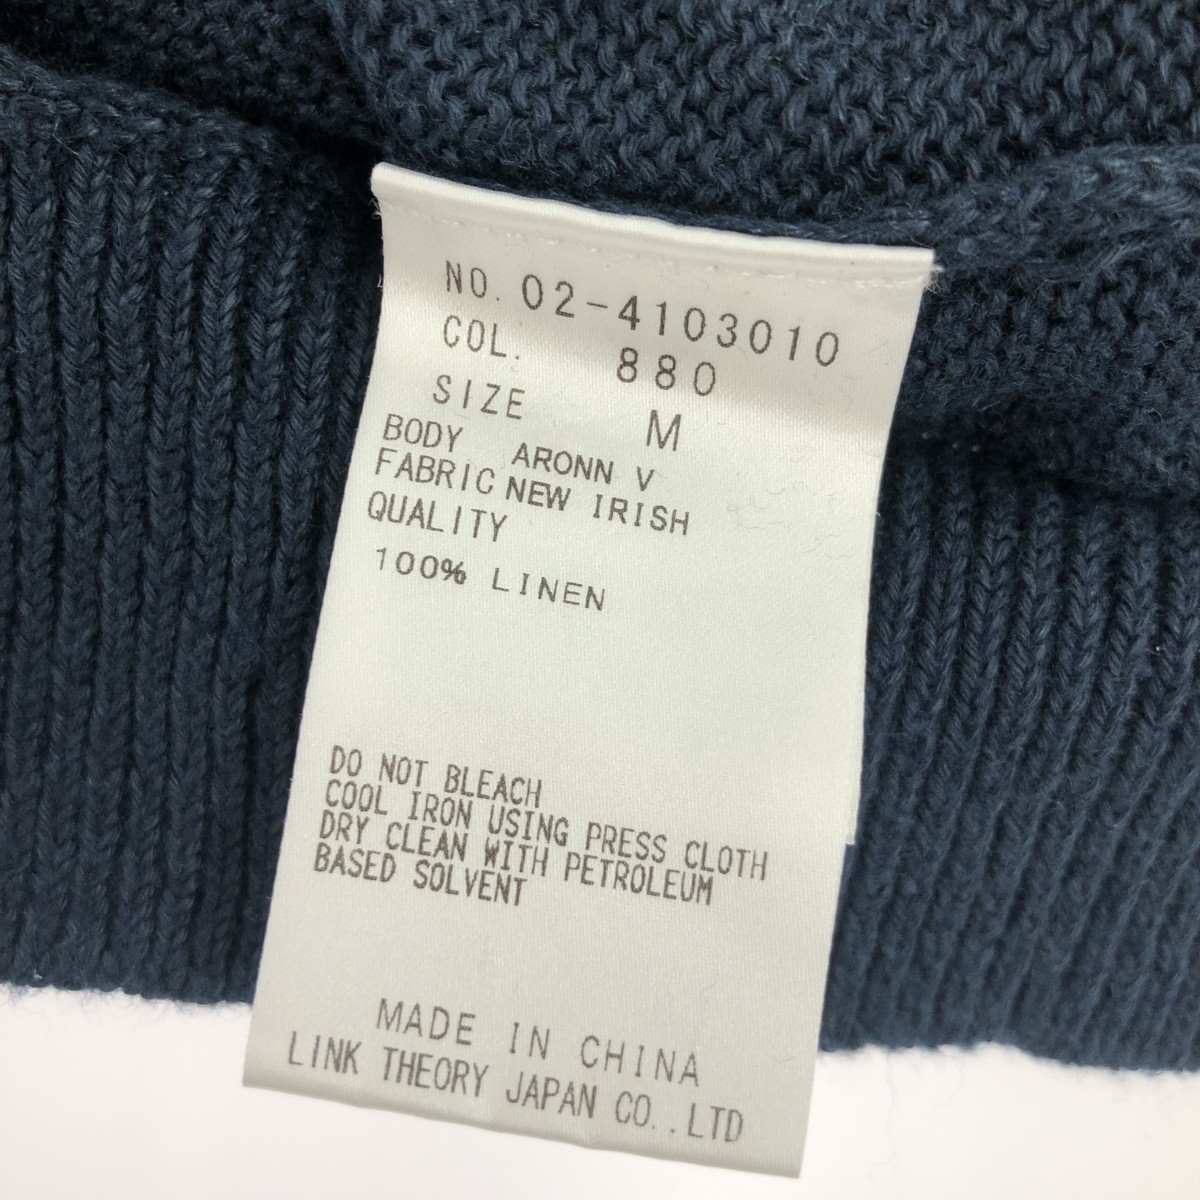 NO. 02-4103010
COL. 880
SIZE M
BODY ARONN V
FABRIC NEW IRISH
QUALITY
100% LINEN
DO NOT BLEACH
COOL IRON USING PRESS CLOTH
DRY CLEAN WITH PETROLEUM
BASED SOLVENT
MADE IN CHINA
LINK THEORY JAPAN CO.,LTD